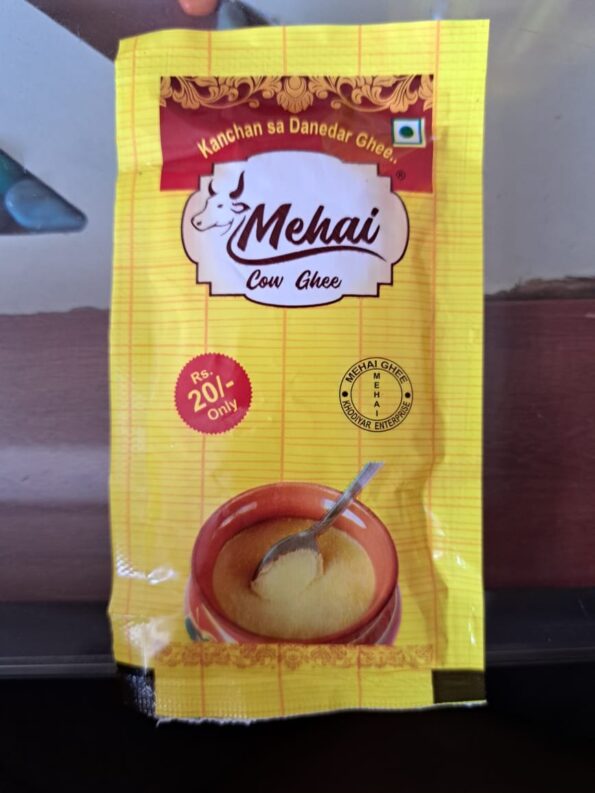 Kanchan sa Danedar Ghee..
®
Mehai
Cow Ghee
Rs.
20/-
Only
MEHAI GHEE
MEHAI
KHODIYAR ENTERPRISE